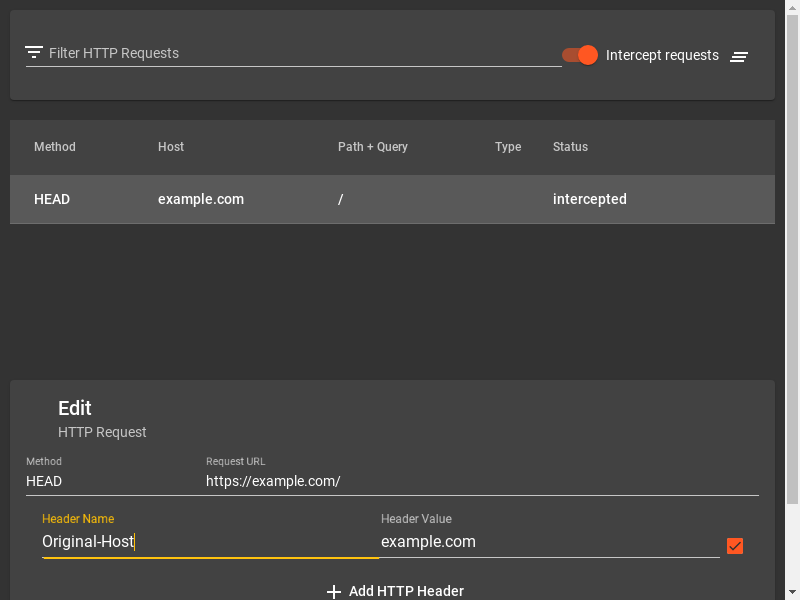 Filter HTTP Requests
Intercept requests
Method Host Path + Query Type Status
HEAD example.com / intercepted
Edit
HTTP Request
Method Request URL
HEAD https://example.com/
Header Name Header Value
Original-Host example.com
Add HTTP Header